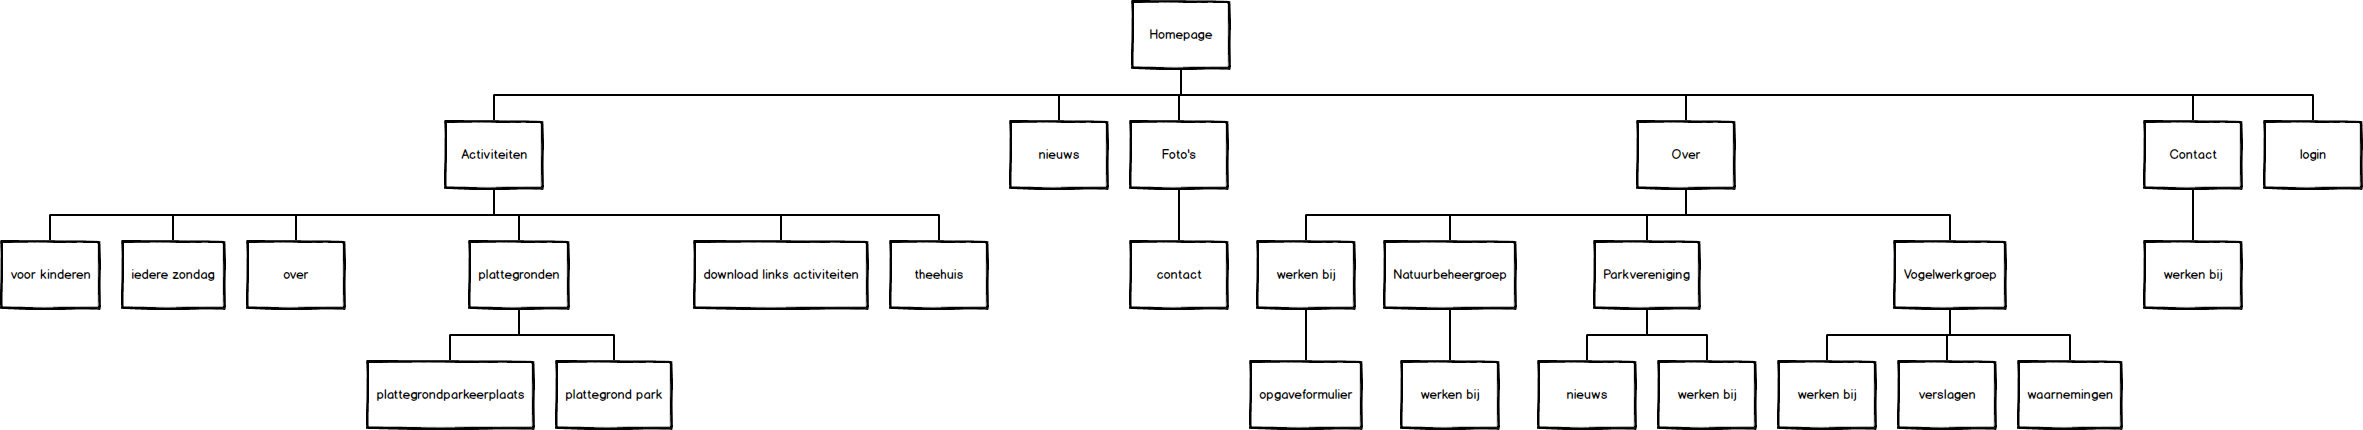 Homepage
Activiteiten
nieuws
Foto's
Over
Contact
login
voor kinderen
iedere zondag
over
plattegronden
download links activiteiten
theehuis
contact
werken bij
Natuurbeheergroep
Parkvereniging
Vogelwerkgroep
werken bij
plattegrondparkeerplaats
plattegrond park
opgaveformulier
werken bij
nieuws
werken bij
werken bij
verslagen
waarnemingen